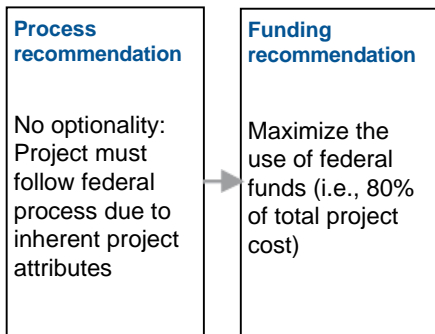 Process
recommendation
No optionality:
Project must
follow federal
process due to
inherent project
attributes
Funding
recommendation
Maximize the
use of federal
funds (i.e., 80%
of total project
cost)